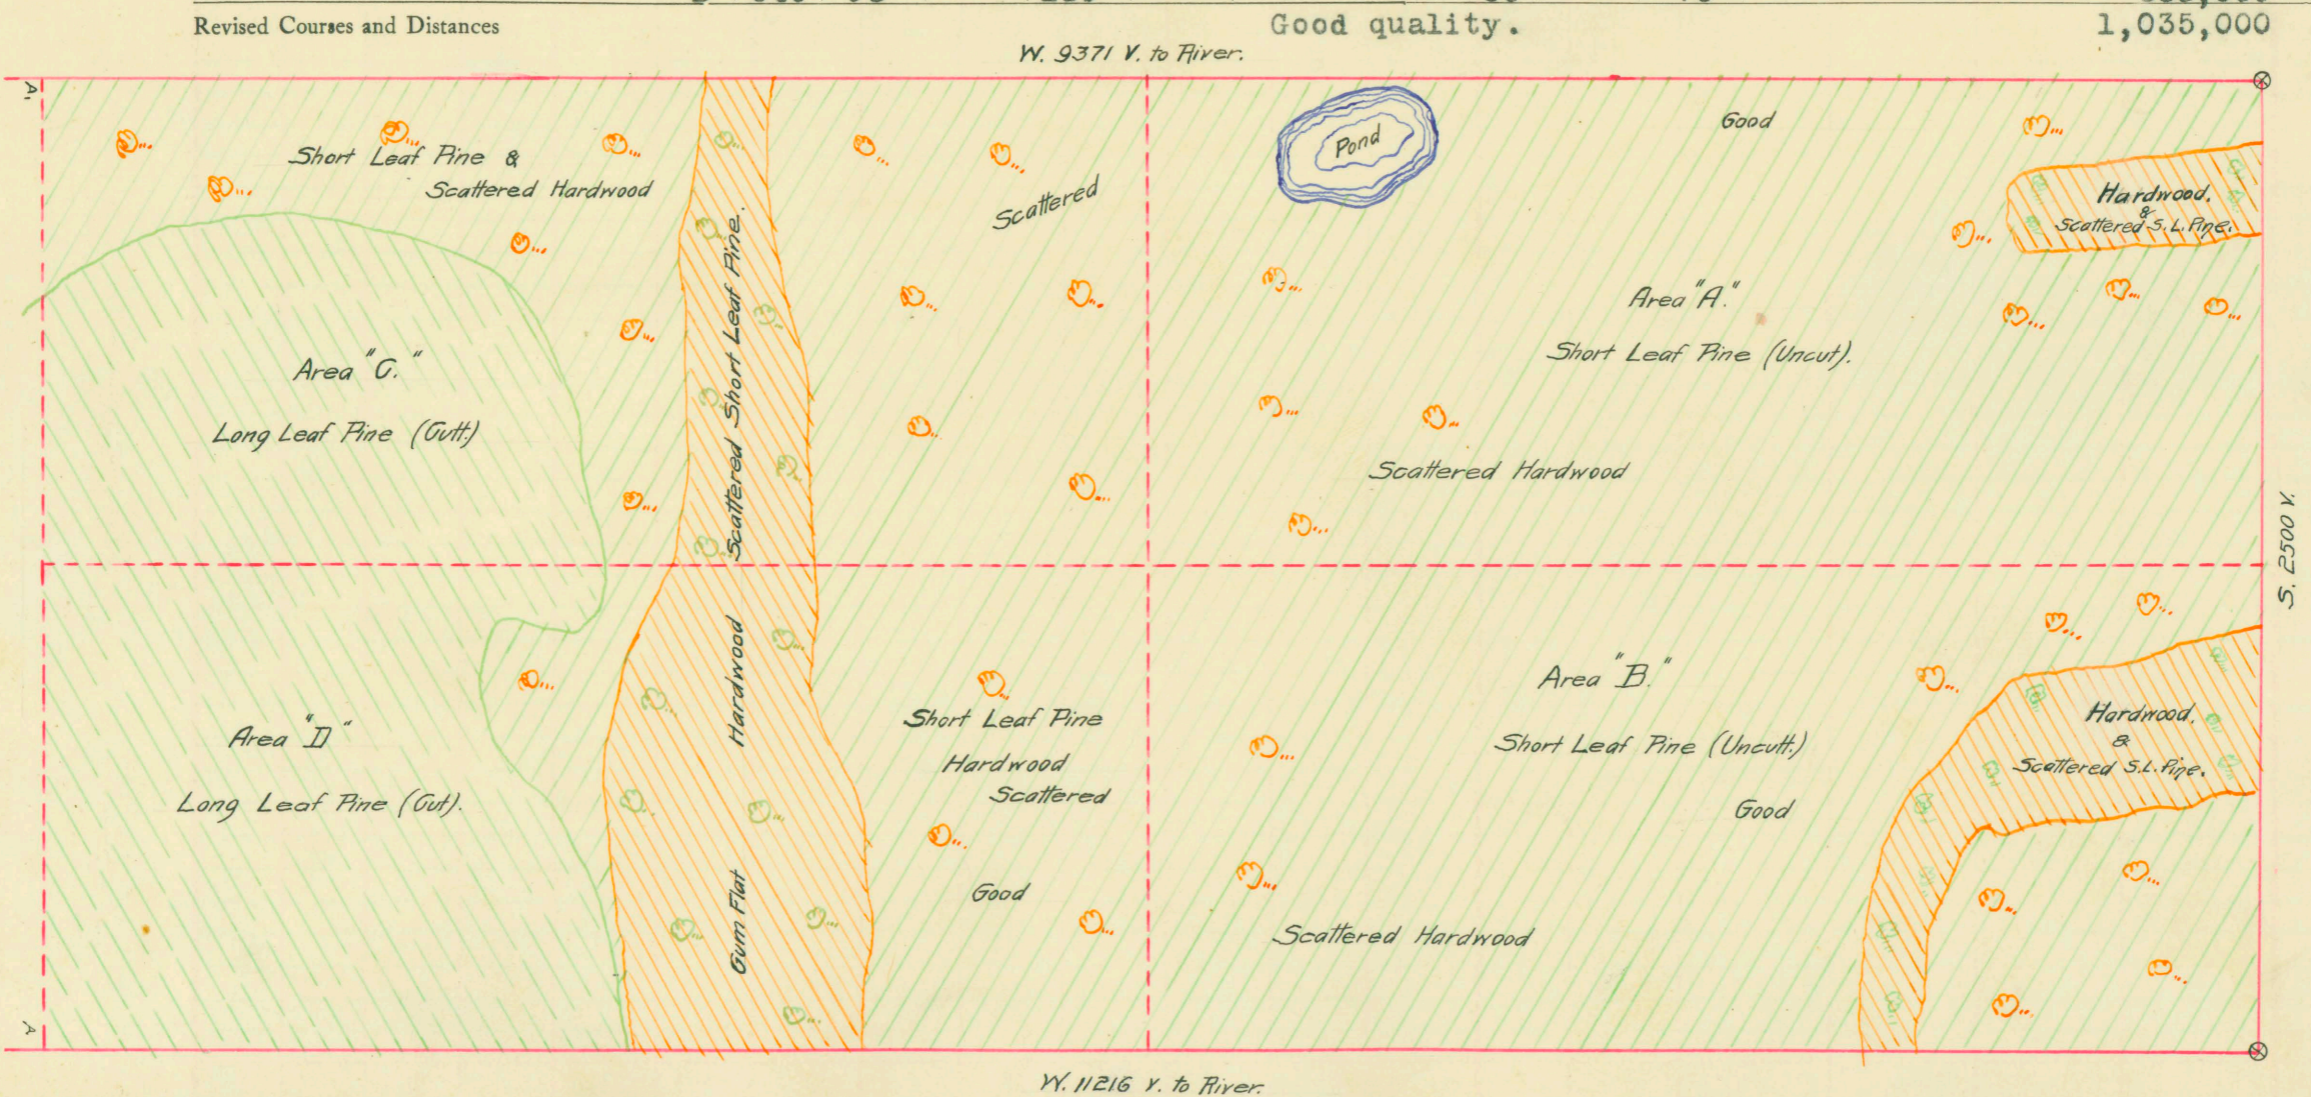 Revised Courses and Distances
Good quality.
1,035,000
W. 9371 V. to River.
A,
Short Leaf Pine &
Scattered Hardwood
Scattered
Pond
Good
Hardwood.
&
Scattered S. L. Pine.
Area "A."
Short Leaf Pine (Uncut).
Scattered Hardwood
Area "C."
Long Leaf Pine (Cutt.)
Scattered Short Leaf Pine.
Hardwood
Gum Flat
S. 2500 V.
Area "D"
Long Leaf Pine (Cut).
Short Leaf Pine
Hardwood
Scattered
Good
Area "B."
Short Leaf Pine (Uncutt.)
Good
Scattered Hardwood
Hardwood.
&
Scattered S.L. Pine.
A
W. 11216 V. to River.